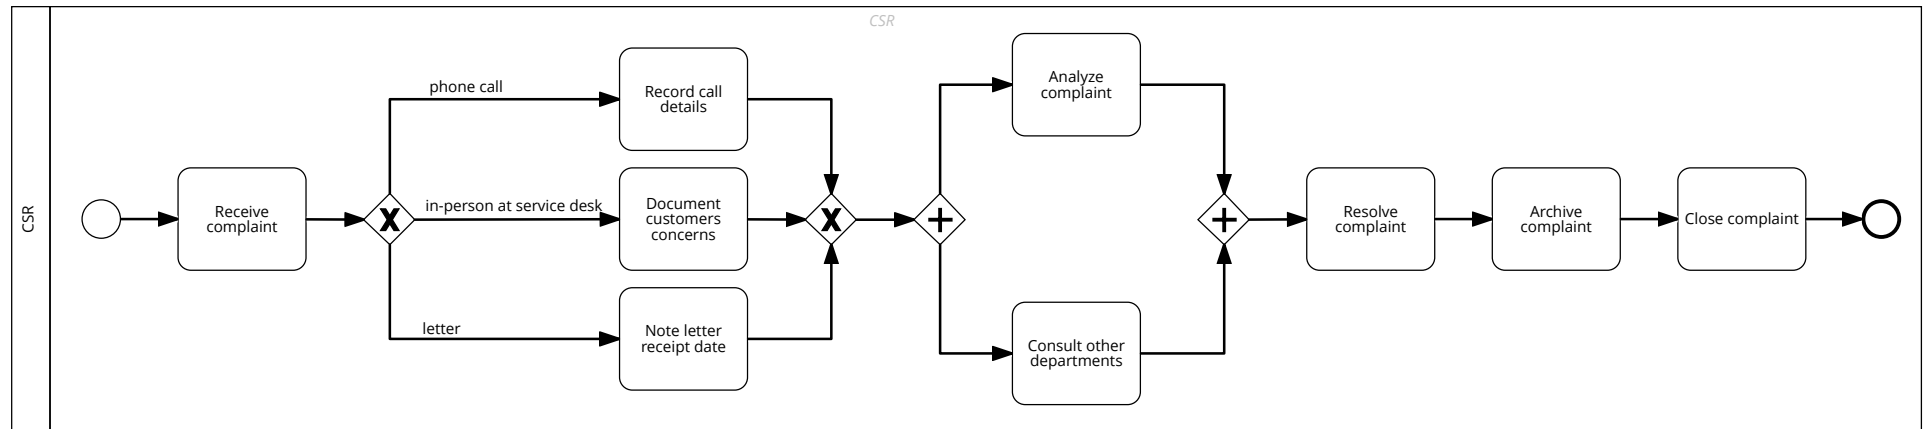 CSR
CSR
Receive
complaint
phone call
in-person at service desk
letter
Record call
details
Document
customers
concerns
Note letter
receipt date
Analyze
complaint
Consult other
departments
Resolve
complaint
Archive
complaint
Close complaint